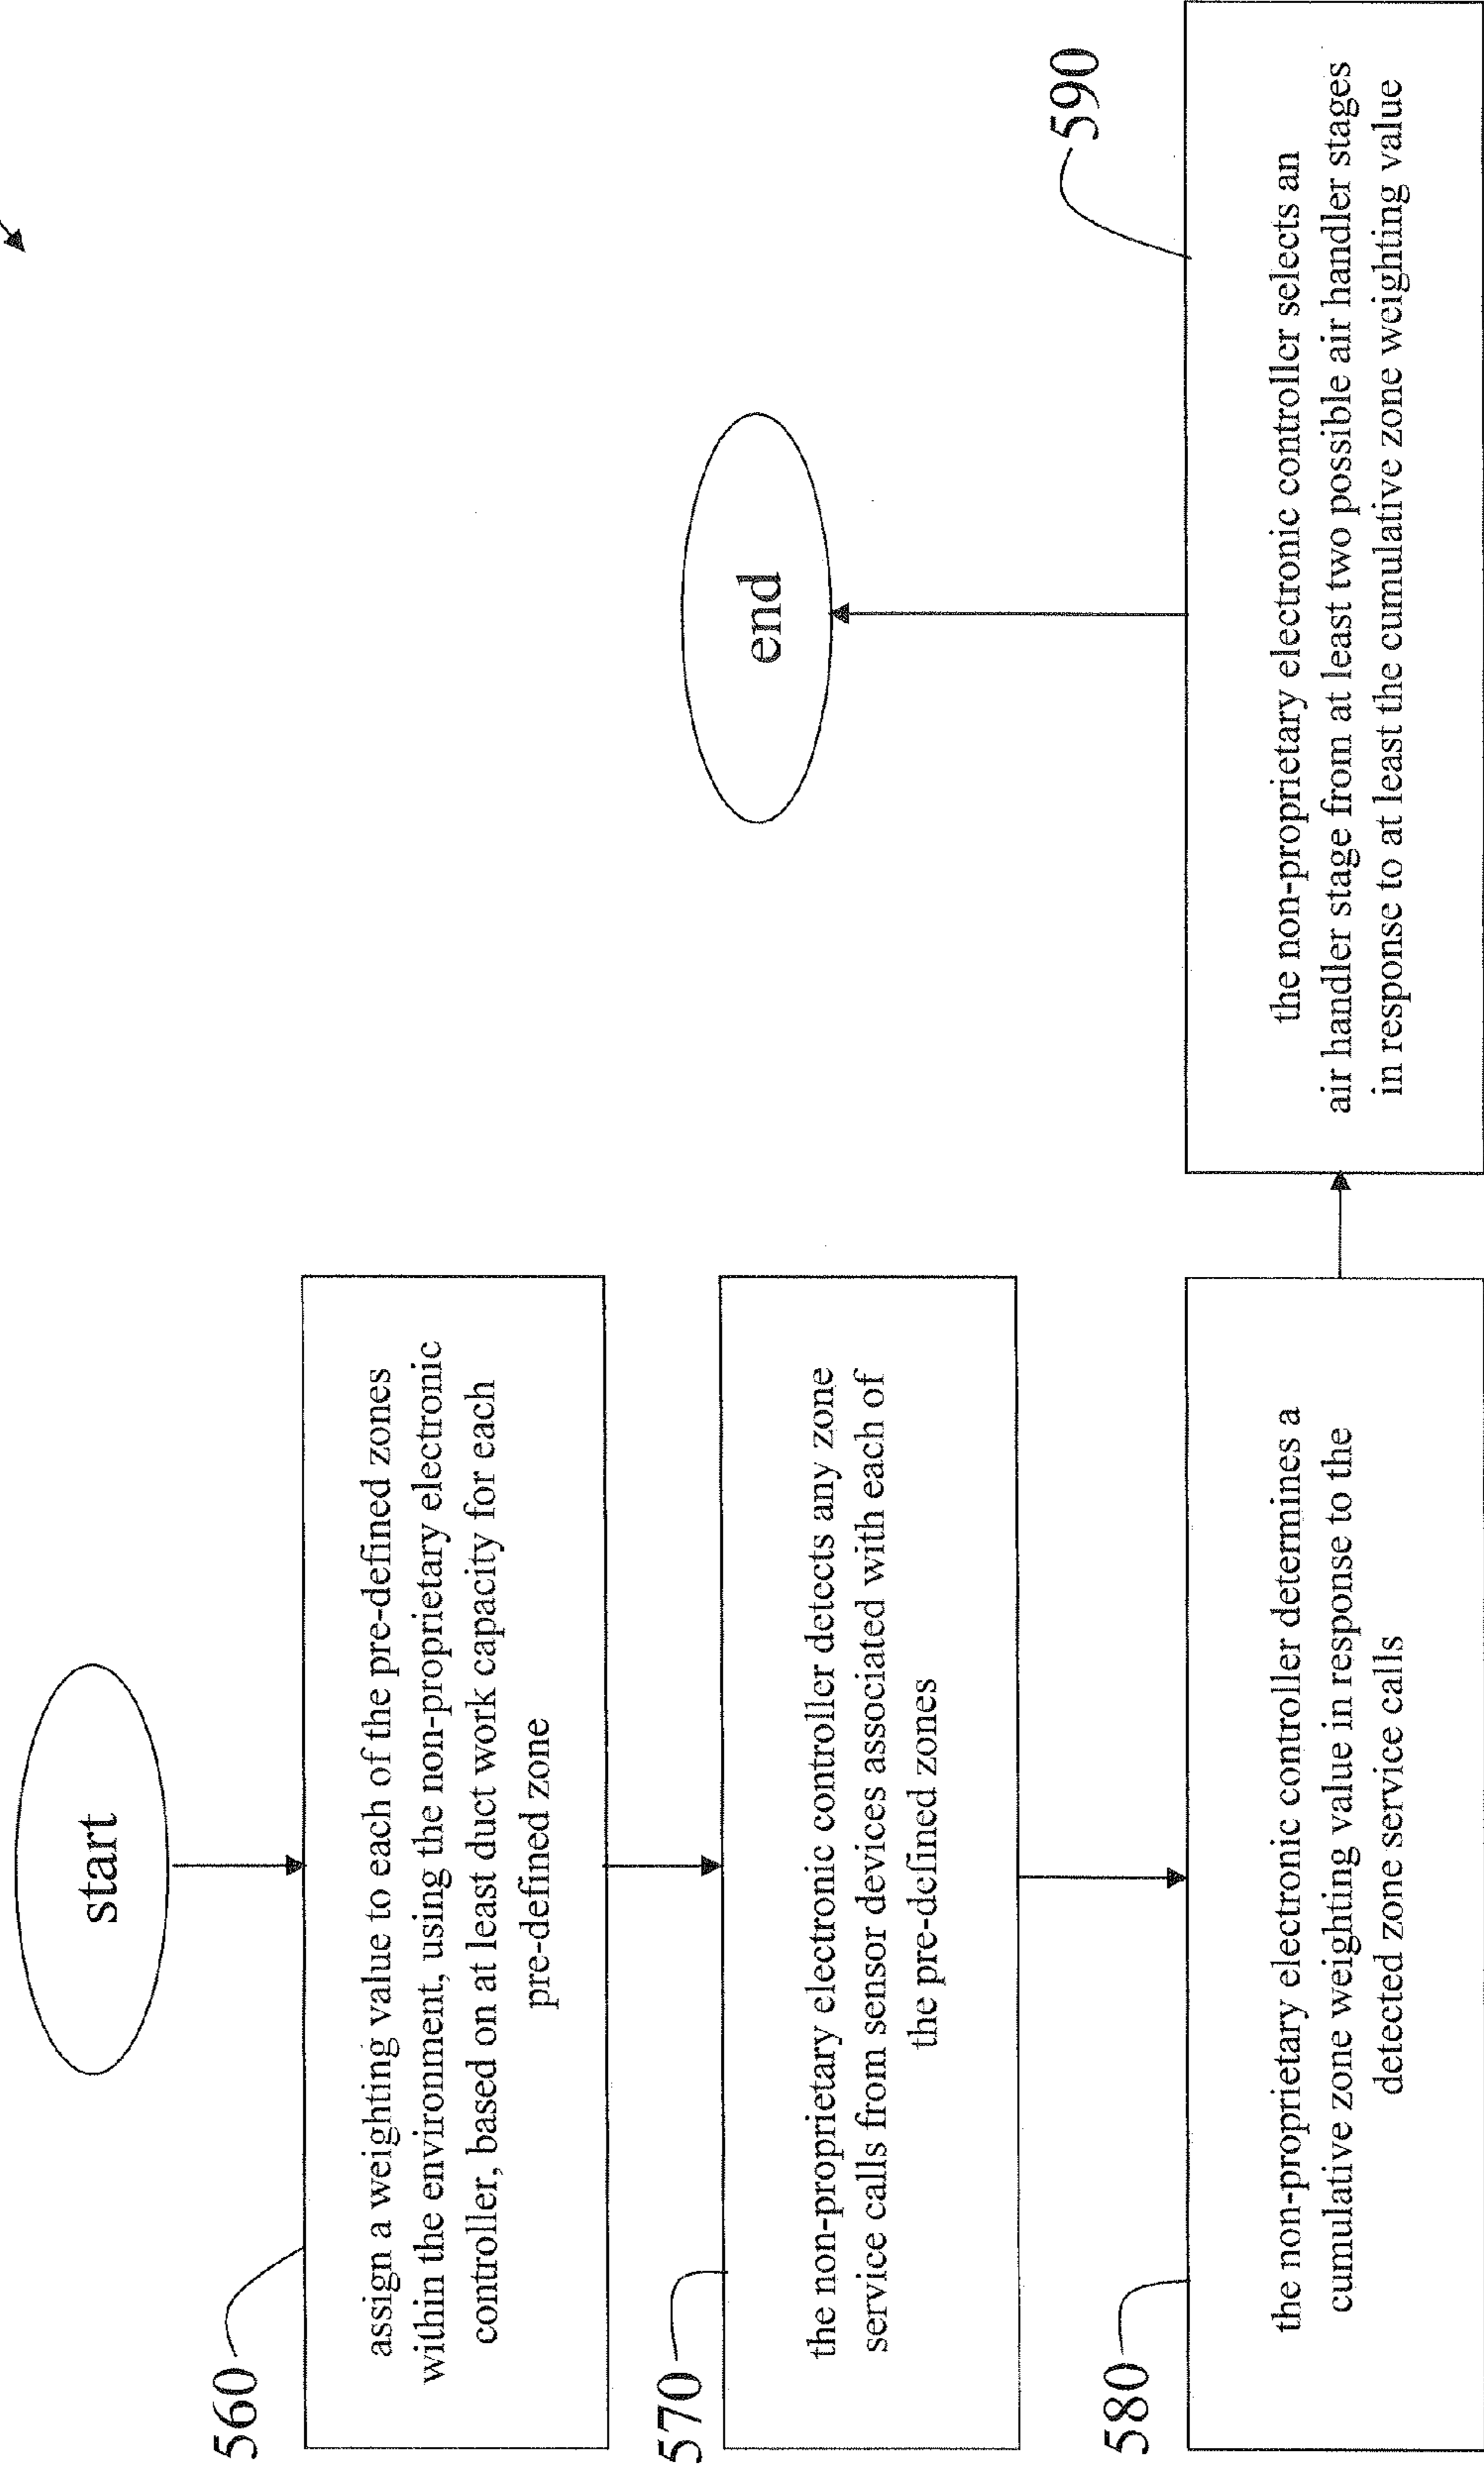 start
560
assign a weighting value to each of the pre-defined zones
within the environment, using the non-proprietary electronic
controller, based on at least duct work capacity for each
pre-defined zone
570
the non-proprietary electronic controller detects any zone
service calls from sensor devices associated with each of
the pre-defined zones
580
the non-proprietary electronic controller determines a
cumulative zone weighting value in response to the
detected zone service calls
590
the non-proprietary electronic controller selects an
air handler stage from at least two possible air handler stages
in response to at least the cumulative zone weighting value
end